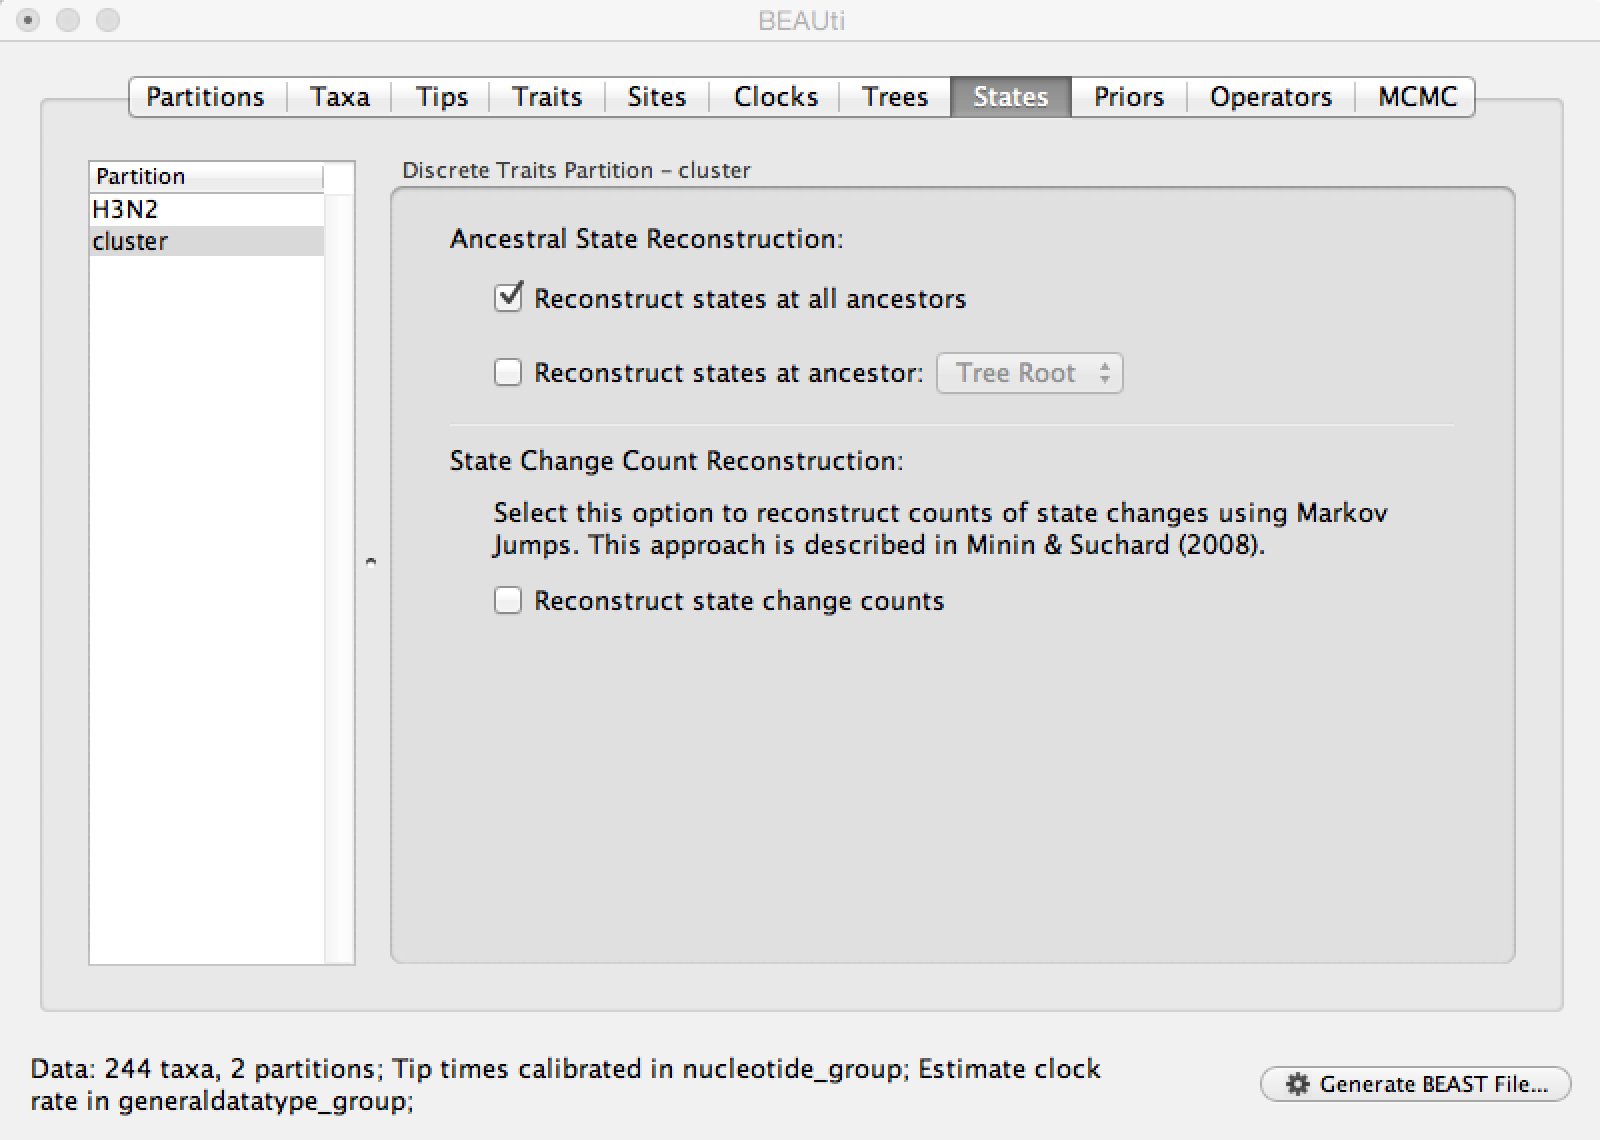 BEAUti
Partitions Taxa Tips Traits Sites Clocks Trees States Priors Operators MCMC
Partition
H3N2
cluster
Discrete Traits Partition – cluster
Ancestral State Reconstruction:
Reconstruct states at all ancestors
Reconstruct states at ancestor: Tree Root
State Change Count Reconstruction:
Select this option to reconstruct counts of state changes using Markov
Jumps. This approach is described in Minin & Suchard (2008).
Reconstruct state change counts
Data: 244 taxa, 2 partitions; Tip times calibrated in nucleotide_group; Estimate clock
rate in generaldatatype_group;
Generate BEAST File...